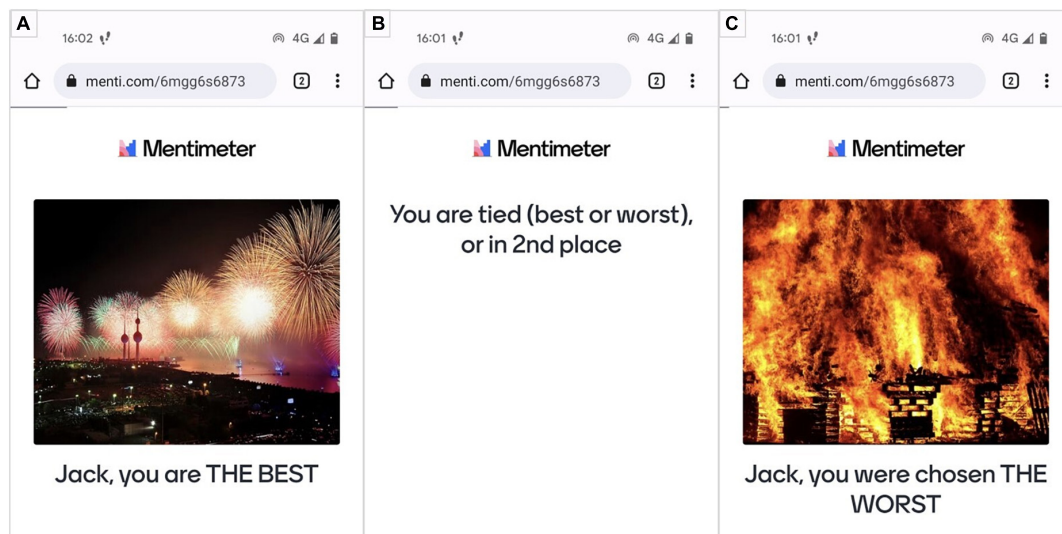 A
16:02
4G
menti.com/6mgg6s6873
2
Mentimeter
Jack, you are THE BEST
B
16:01
4G
menti.com/6mgg6s6873
2
Mentimeter
You are tied (best or worst),
or in 2nd place
C
16:01
4G
menti.com/6mgg6s6873
2
Mentimeter
Jack, you were chosen THE
WORST